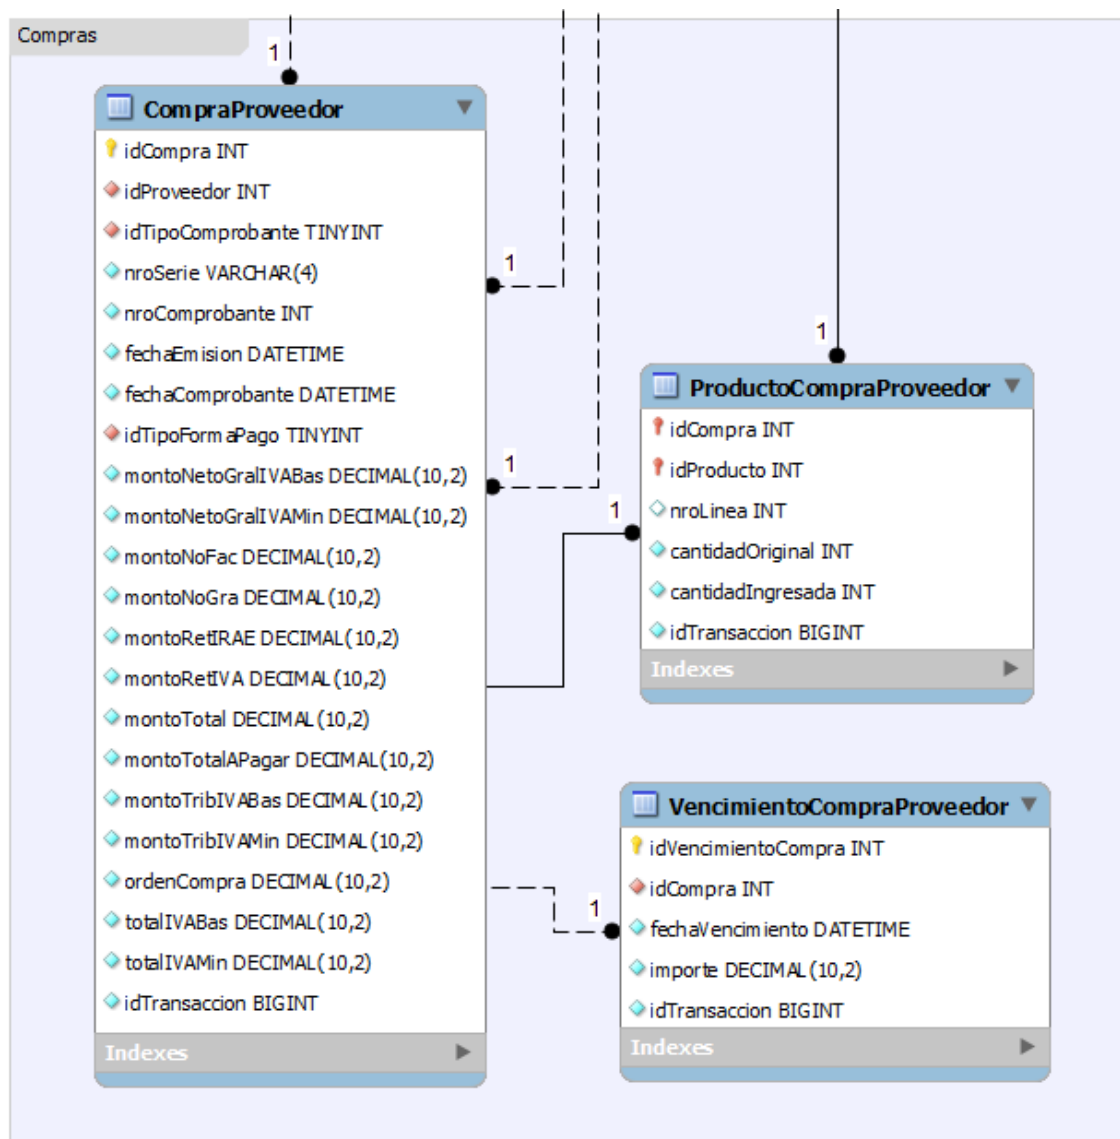 Compras
1
CompraProveedor
idCompra INT
idProveedor INT
idTipoComprobante TINYINT
nroSerie VARCHAR(4)
nroComprobante INT
fechaEmision DATETIME
fechaComprobante DATETIME
idTipoFormaPago TINYINT
montoNetoGralIVABas DECIMAL(10,2)
montoNetoGralIVAMin DECIMAL(10,2)
montoNoFac DECIMAL(10,2)
montoNoGra DECIMAL(10,2)
montoRetIRAE DECIMAL(10,2)
montoRetIVA DECIMAL(10,2)
montoTotal DECIMAL(10,2)
montoTotalAPagar DECIMAL(10,2)
montoTribIVABas DECIMAL(10,2)
montoTribIVAMin DECIMAL(10,2)
ordenCompra DECIMAL(10,2)
totalIVABas DECIMAL(10,2)
totalIVAMin DECIMAL(10,2)
idTransaccion BIGINT
Indexes
1
1
1
ProductoCompraProveedor
idCompra INT
idProducto INT
nroLinea INT
cantidadOriginal INT
cantidadIngresada INT
idTransaccion BIGINT
Indexes
1
VencimientoCompraProveedor
idVencimientoCompra INT
idCompra INT
fechaVencimiento DATETIME
importe DECIMAL(10,2)
idTransaccion BIGINT
Indexes
1